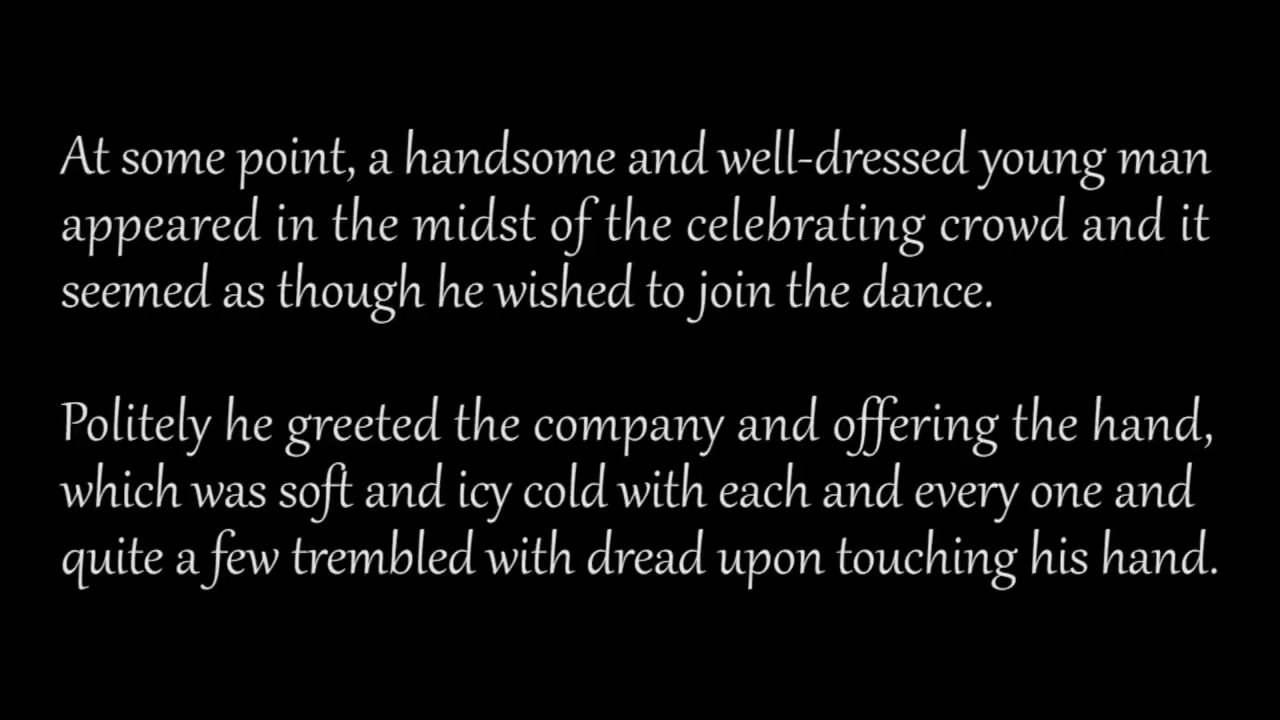 At some point, a handsome and well-dressed young man
appeared in the midst of the celebrating crowd and it
seemed as though he wished to join the dance.
Politely he greeted the company and offering the hand,
which was soft and icy cold with each and every one and
quite a few trembled with dread upon touching his hand.